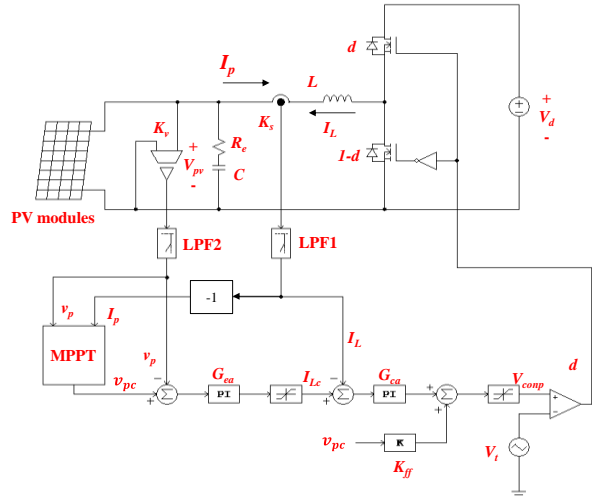 d
I_p
L
+
K_v
K_s
I_L
V_d
+
R_e
-
V_pv
1-d
C
-
PV modules
LPF2
LPF1
-1
v_p
I_p
I_L
MPPT
v_p
G_ea
I_Lc
G_ca
V_conp
d
v_pc
−
+
Σ
PI
−
+
Σ
PI
+
+
Σ
+
−
v_pc
K
K_ff
V_t